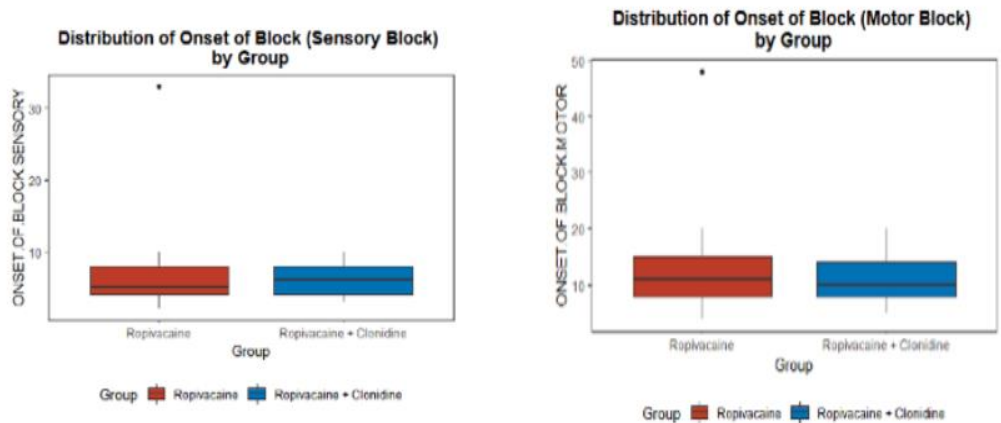 Distribution of Onset of Block (Sensory Block)
by Group
ONSET.OF.BLOCK.SENSORY
30
20
10
Ropivacaine
Ropivacaine + Clonidine
Group
Group Ropivacaine Ropivacaine + Clonidine
Distribution of Onset of Block (Motor Block)
by Group
ONSET.OF.BLOCK.MOTOR
50
40
30
20
10
Ropivacaine
Ropivacaine + Clonidine
Group
Group Ropivacaine Ropivacaine + Clonidine